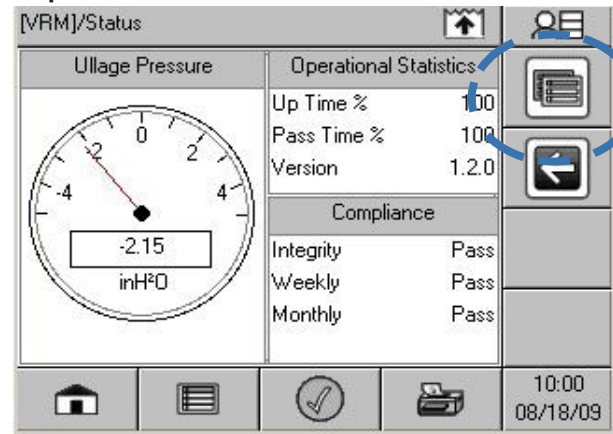 [VRM]/Status
Ullage Pressure
-4
-2
0
2
4
-2.15
inH²O
Operational Statistics
Up Time % 100
Pass Time % 100
Version 1.2.0
Compliance
Integrity Pass
Weekly Pass
Monthly Pass
10:00
08/18/09